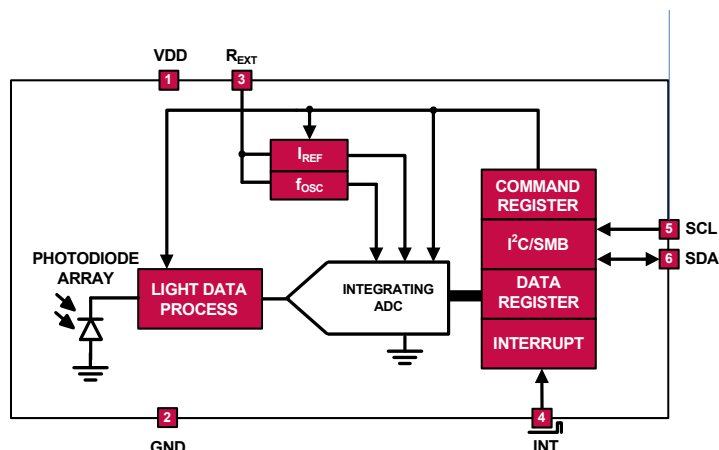 VDD
REXT
1
3
IREF
fOSC
COMMAND
REGISTER
I²C/SMB
5
SCL
6
SDA
PHOTODIODE
ARRAY
LIGHT DATA
PROCESS
INTEGRATING
ADC
DATA
REGISTER
INTERRUPT
2
4
GND
INT